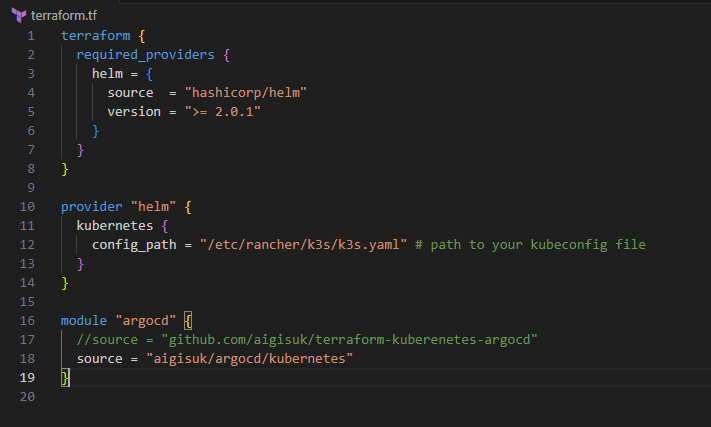 terraform.tf
1 terraform {
2   required_providers {
3     helm = {
4       source  = "hashicorp/helm"
5       version = ">= 2.0.1"
6     }
7   }
8 }
9
10 provider "helm" {
11   kubernetes {
12     config_path = "/etc/rancher/k3s/k3s.yaml" # path to your kubeconfig file
13   }
14 }
15
16 module "argocd" {
17   //source = "github.com/aigisuk/terraform-kuberenetes-argocd"
18   source = "aigisuk/argocd/kubernetes"
19 }
20